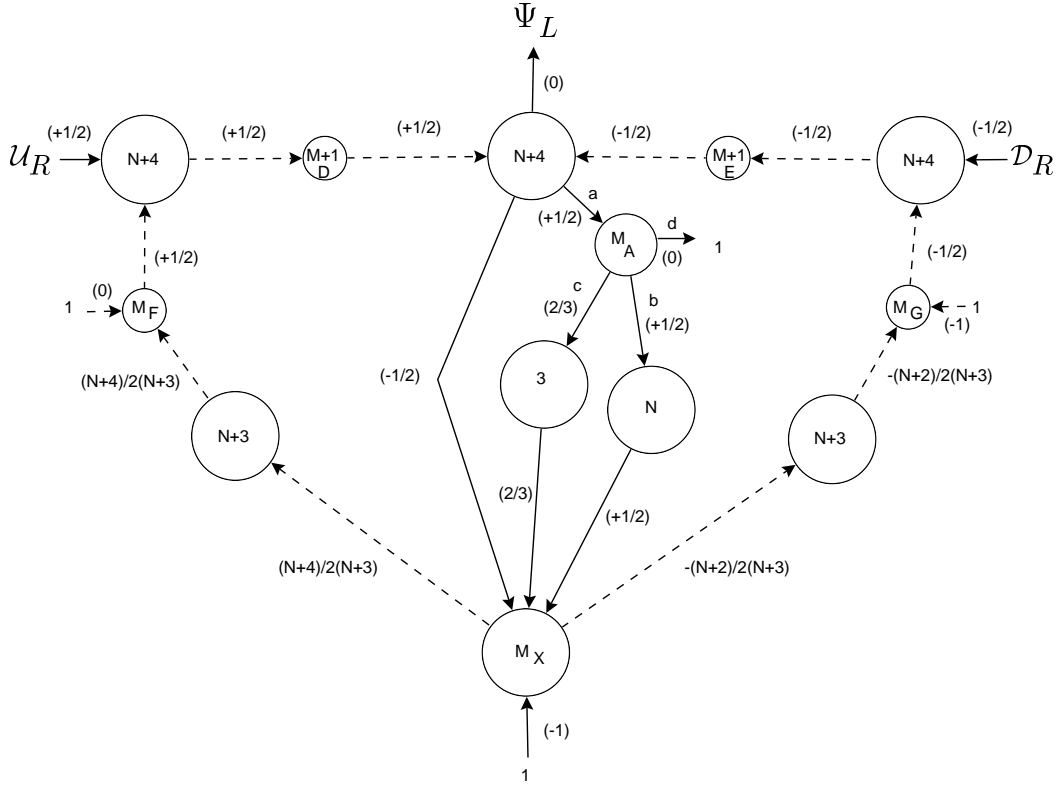 Ψ_L
(0)
(+1/2)
(+1/2)
(+1/2)
(-1/2)
(-1/2)
(-1/2)
𝒰_R
N+4
M+1
D
N+4
M+1
E
N+4
𝒟_R
a
(+1/2)
d
M_A
(0)
1
(+1/2)
(-1/2)
c
(2/3)
b
(+1/2)
1
(0)
M_F
M_G
1
(-1)
(N+4)/2(N+3)
(-1/2)
3
N
-(N+2)/2(N+3)
N+3
N+3
(2/3)
(+1/2)
(N+4)/2(N+3)
-(N+2)/2(N+3)
M_X
(-1)
1